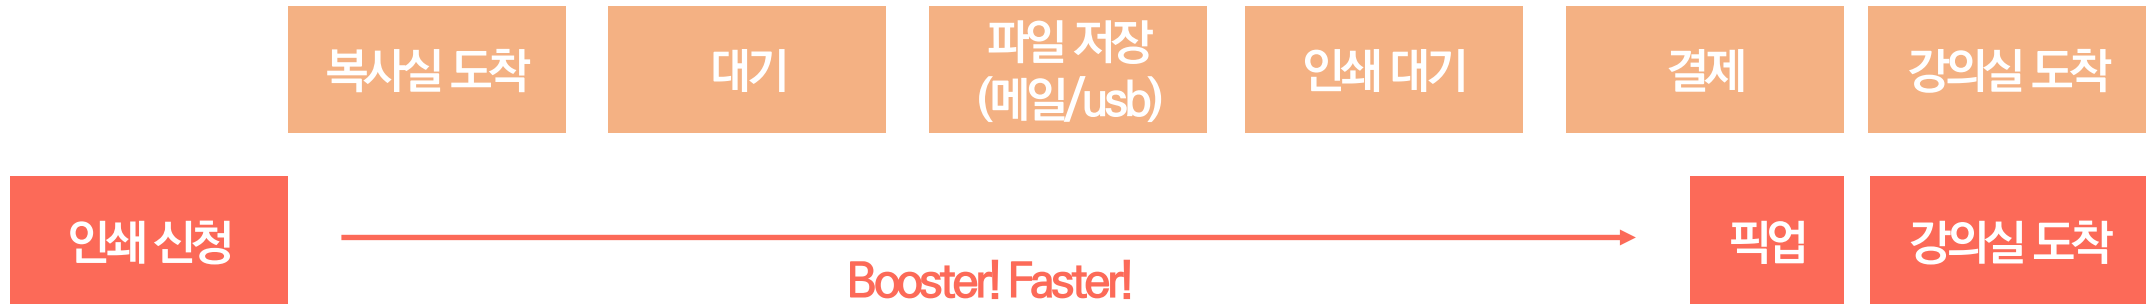 복사실 도착
대기
파일 저장
(메일/usb)
인쇄 대기
결제
강의실 도착
인쇄 신청
Booster! Faster!
픽업
강의실 도착